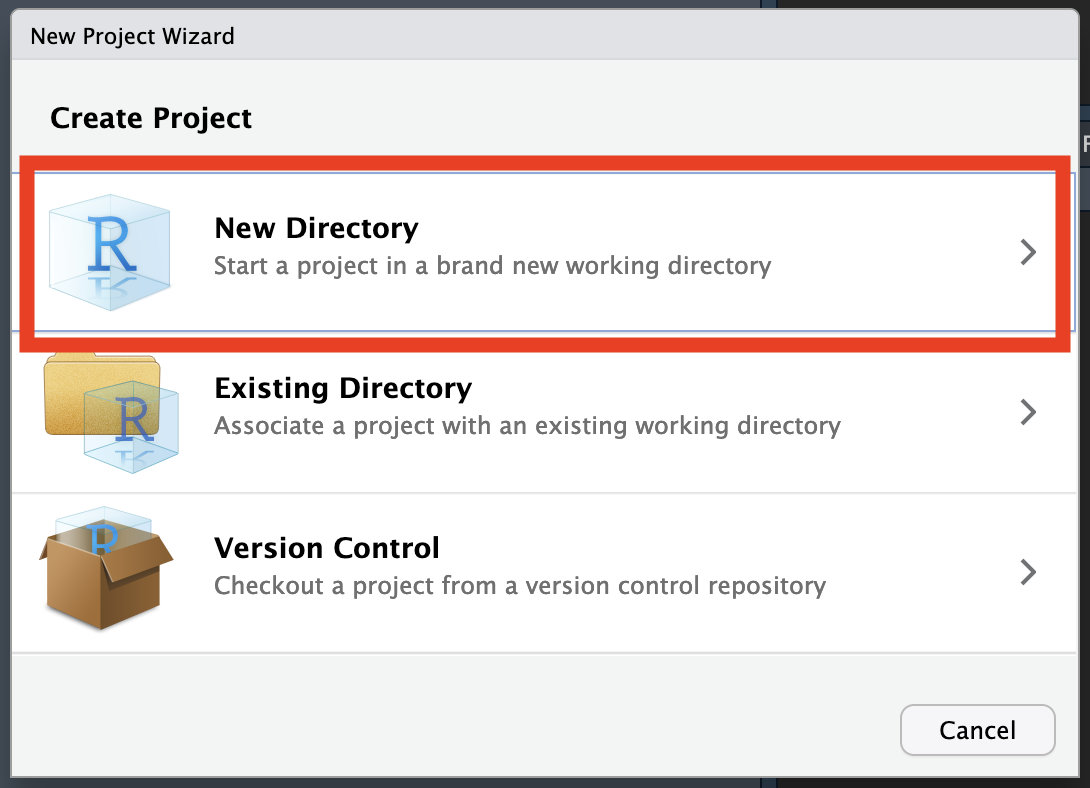 New Project Wizard
Create Project
R
New Directory
Start a project in a brand new working directory
R
Existing Directory
Associate a project with an existing working directory
R
Version Control
Checkout a project from a version control repository
Cancel